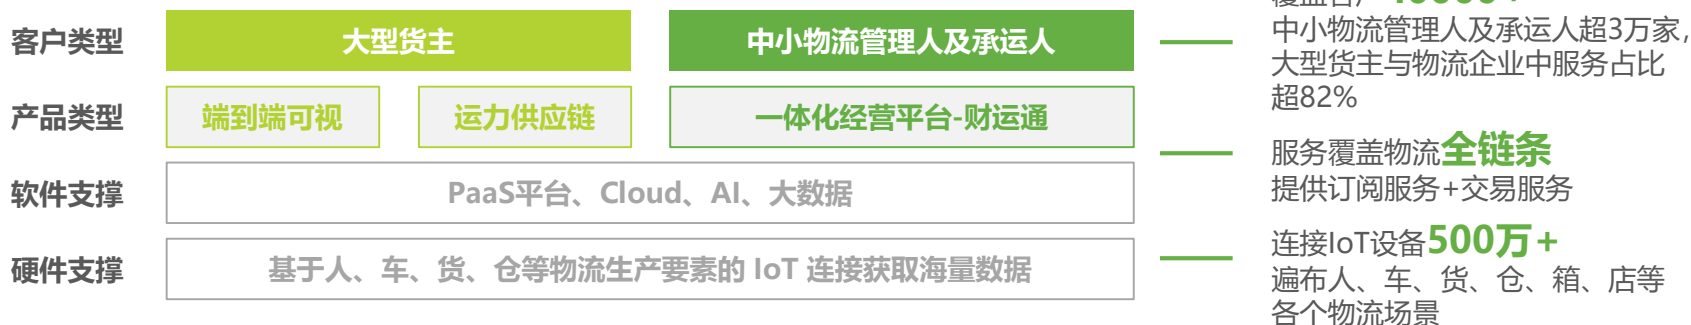 客户类型
大型货主
中小物流管理人及承运人
中小物流管理人及承运人超3万家，
大型货主与物流企业中服务占比
超82%
产品类型
端到端可视
运力供应链
一体化经营平台-财运通
服务覆盖物流全链条
提供订阅服务+交易服务
软件支撑
PaaS平台、Cloud、AI、大数据
硬件支撑
基于人、车、货、仓等物流生产要素的 IoT 连接获取海量数据
连接IoT设备500万+
遍布人、车、货、仓、箱、店等
各个物流场景